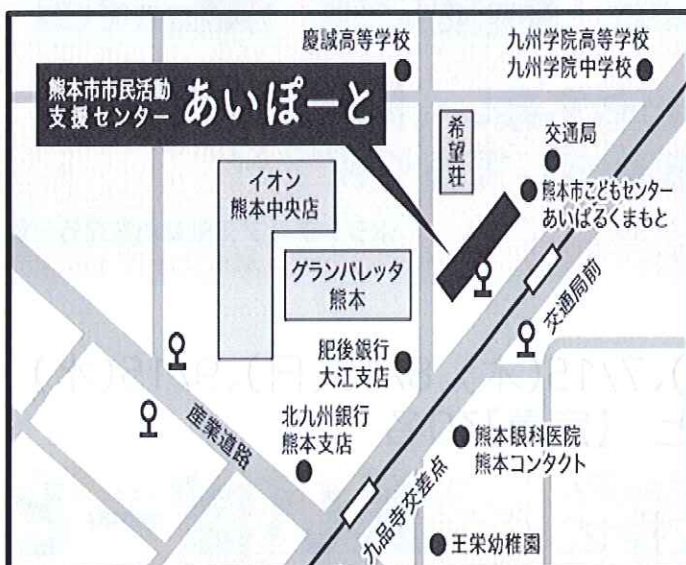 慶誠高等学校
九州学院高等学校
九州学院中学校
熊本市市民活動
支援センター あいぽーと
希望荘
交通局
イオン
熊本中央店
熊本市こどもセンター
あいぱるくまもと
グランパレッタ
熊本
交通局前
肥後銀行
大江支店
北九州銀行
熊本支店
産業道路
熊本眼科医院
熊本コンタクト
九品寺交差点
王栄幼稚園